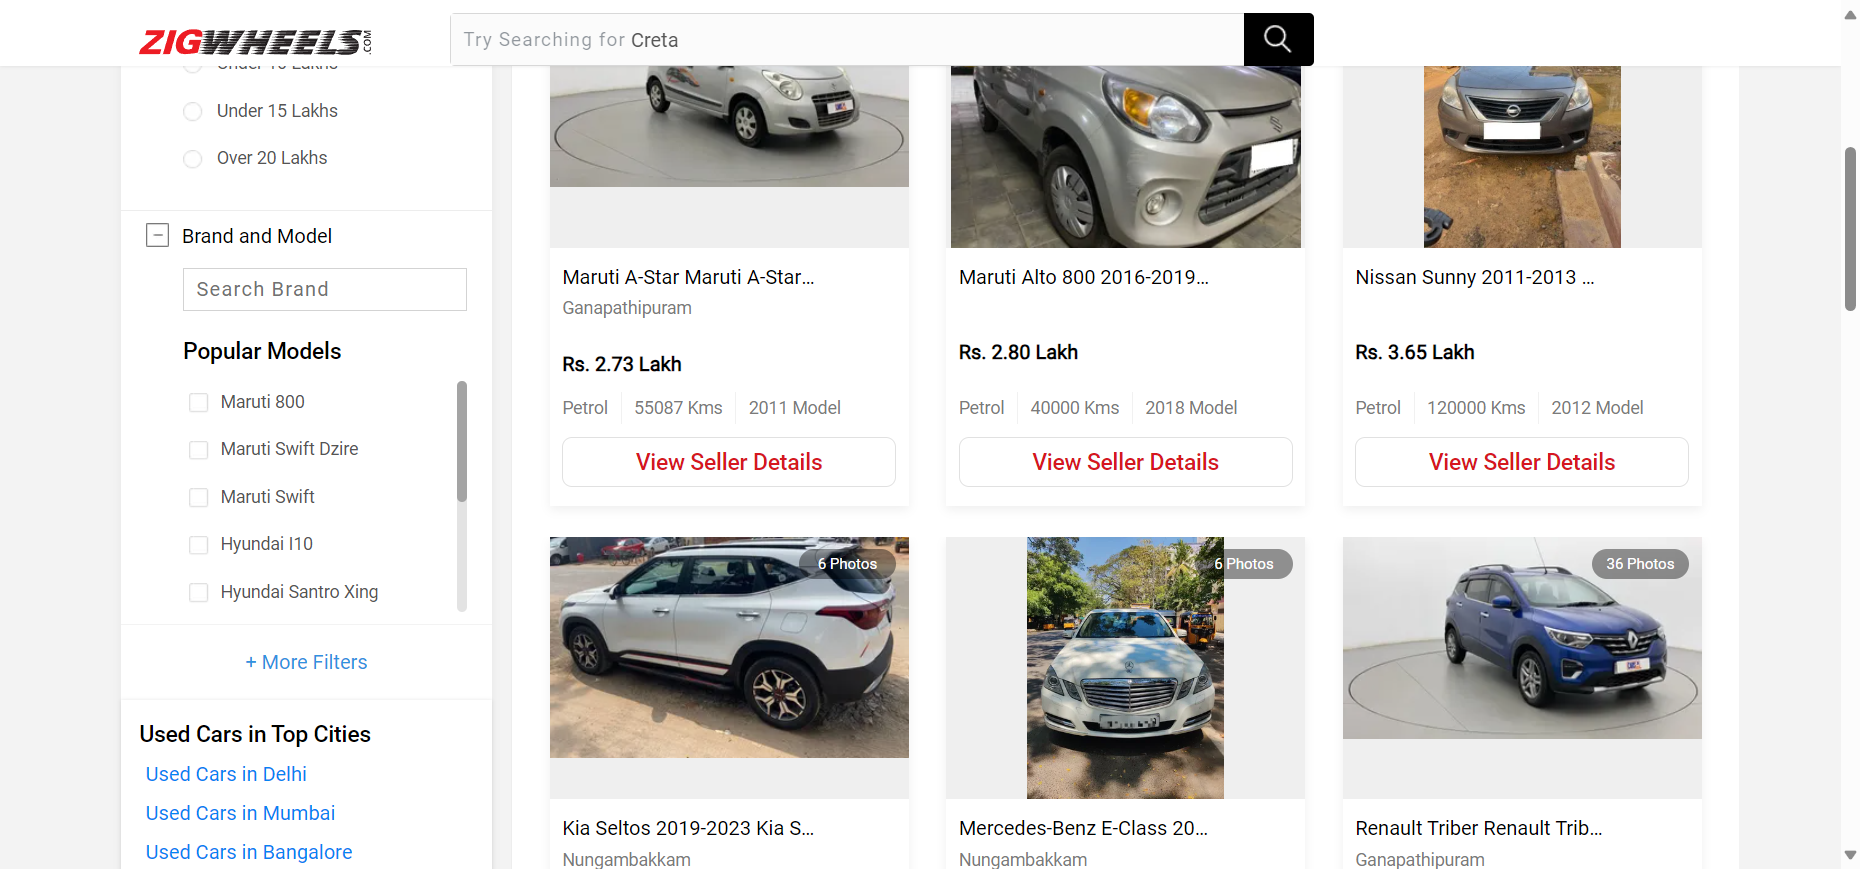 ZIGWHEELS.COM
Try Searching for Creta
Under 15 Lakhs
Over 20 Lakhs
Brand and Model
Search Brand
Popular Models
Maruti 800
Maruti Swift Dzire
Maruti Swift
Hyundai I10
Hyundai Santro Xing
+ More Filters
Used Cars in Top Cities
Used Cars in Delhi
Used Cars in Mumbai
Used Cars in Bangalore
Maruti A-Star Maruti A-Star...
Ganapathipuram
Rs. 2.73 Lakh
Petrol 55087 Kms 2011 Model
View Seller Details
Maruti Alto 800 2016-2019...
Rs. 2.80 Lakh
Petrol 40000 Kms 2018 Model
View Seller Details
Nissan Sunny 2011-2013 ...
Rs. 3.65 Lakh
Petrol 120000 Kms 2012 Model
View Seller Details
6 Photos
Kia Seltos 2019-2023 Kia S...
Nungambakkam
6 Photos
Mercedes-Benz E-Class 20...
Nungambakkam
36 Photos
Renault Triber Renault Trib...
Ganapathipuram